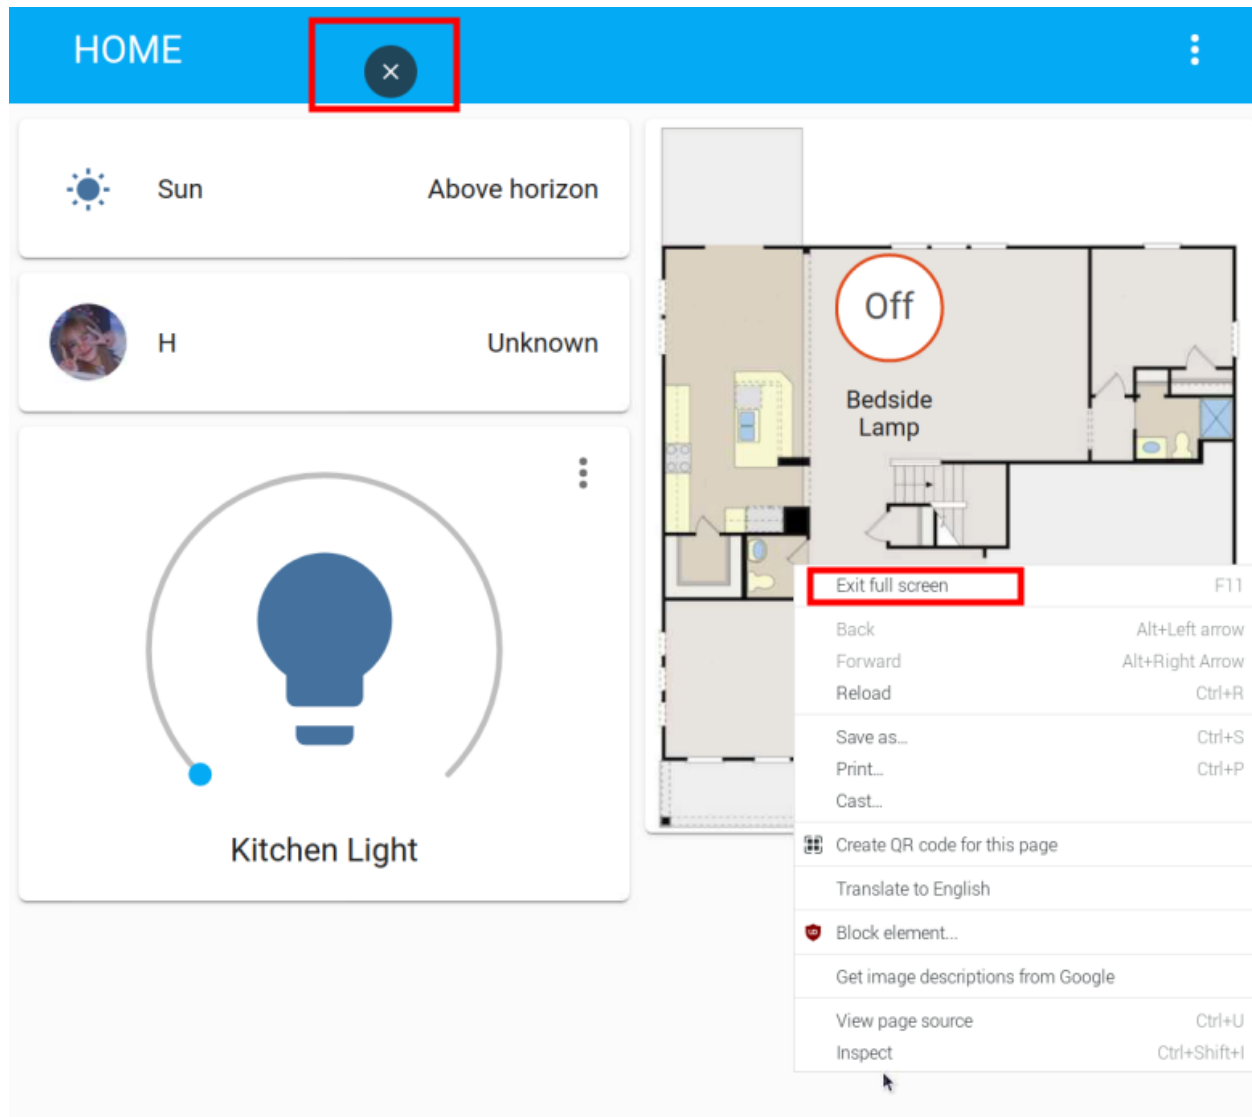 HOME
Sun Above horizon
H Unknown
Kitchen Light
Off
Bedside
Lamp
Exit full screen F11
Back Alt+Left arrow
Forward Alt+Right Arrow
Reload Ctrl+R
Save as... Ctrl+S
Print... Ctrl+P
Cast...
Create QR code for this page
Translate to English
Block element...
Get image descriptions from Google
View page source Ctrl+U
Inspect Ctrl+Shift+I